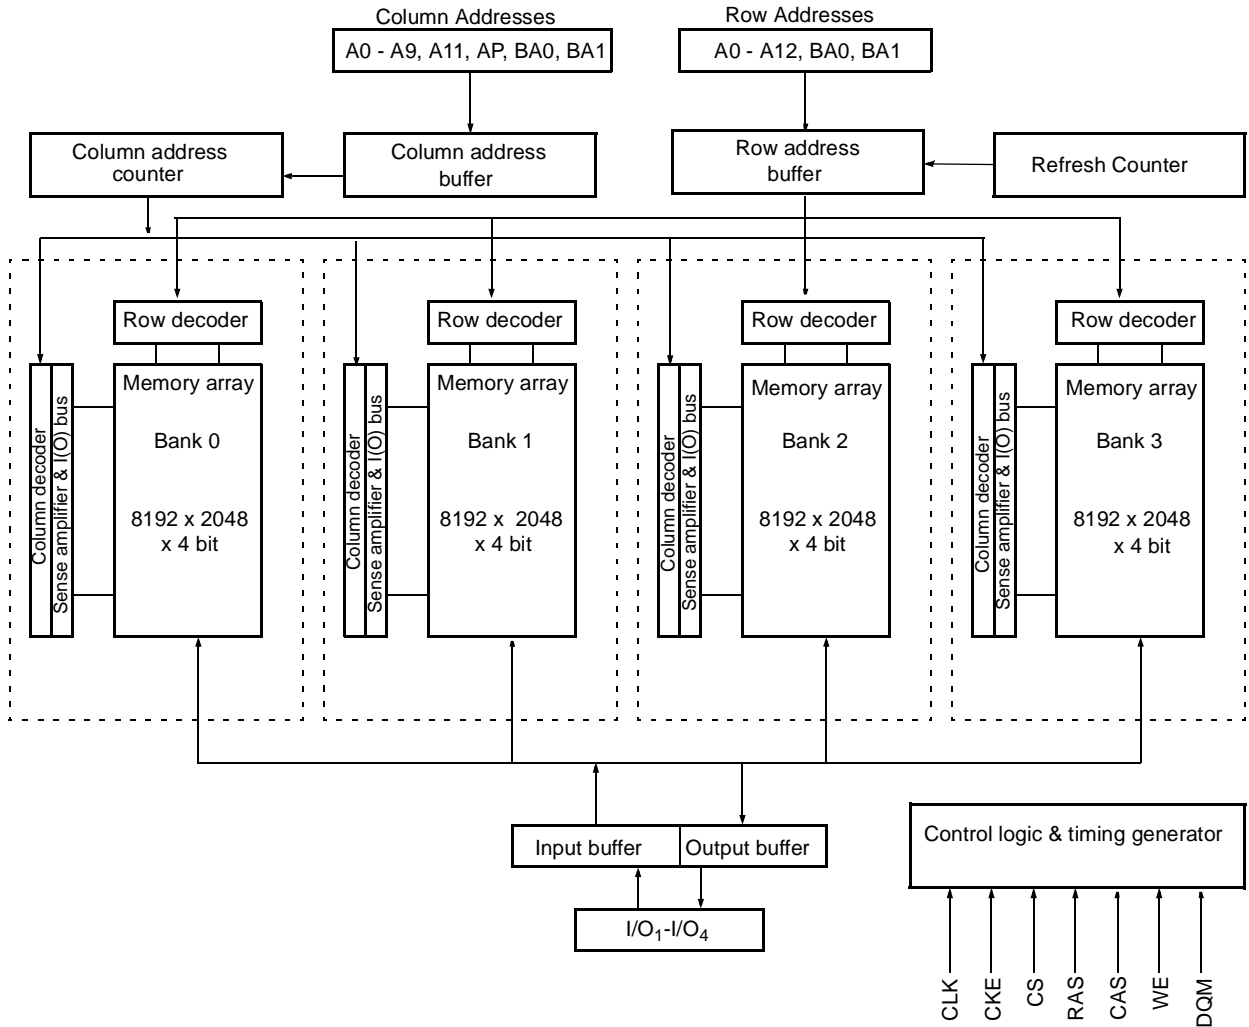 Column Addresses
A0 - A9, A11, AP, BA0, BA1
Row Addresses
A0 - A12, BA0, BA1
Column address
counter
Column address
buffer
Row address
buffer
Refresh Counter
Row decoder
Row decoder
Row decoder
Row decoder
Column decoder
Sense amplifier & I(O) bus
Memory array
Bank 0
8192 x 2048
x 4 bit
Column decoder
Sense amplifier & I(O) bus
Memory array
Bank 1
8192 x 2048
x 4 bit
Column decoder
Sense amplifier & I(O) bus
Memory array
Bank 2
8192 x 2048
x 4 bit
Column decoder
Sense amplifier & I(O) bus
Memory array
Bank 3
8192 x 2048
x 4 bit
Input buffer
Output buffer
I/O1-I/O4
Control logic & timing generator
CLK
CKE
CS
RAS
CAS
WE
DQM